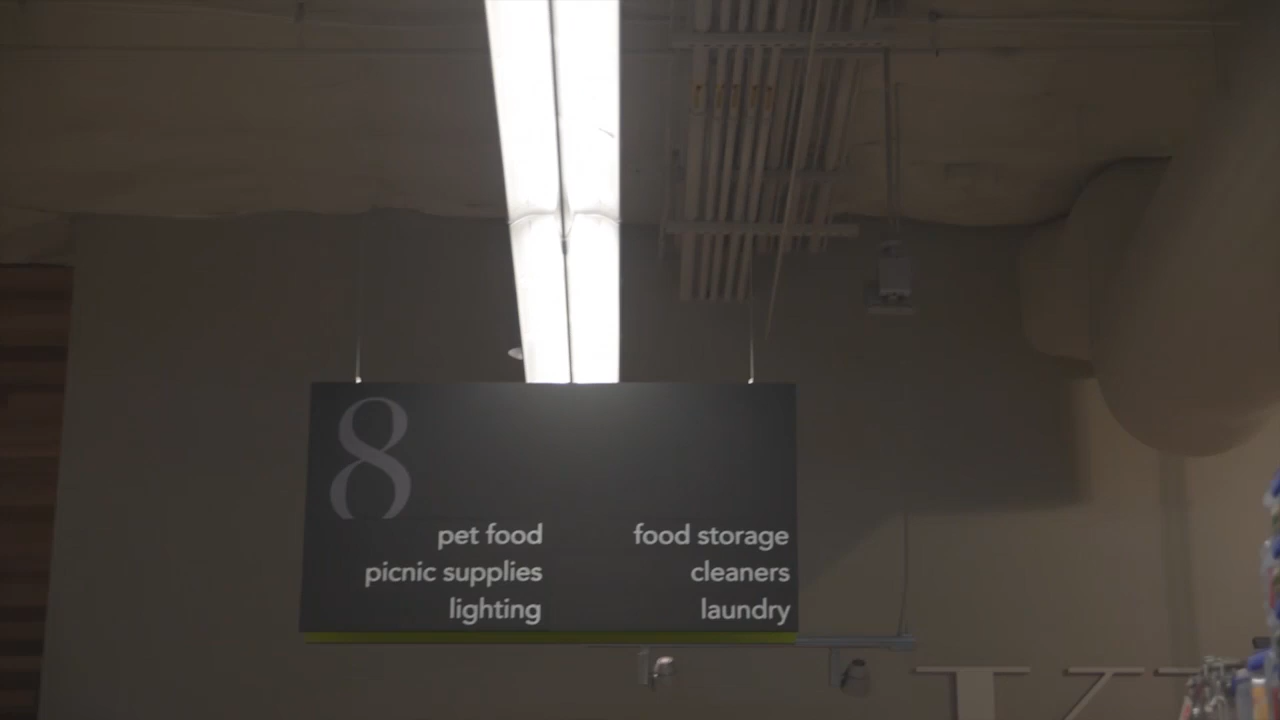 8
pet food
picnic supplies
lighting
food storage
cleaners
laundry